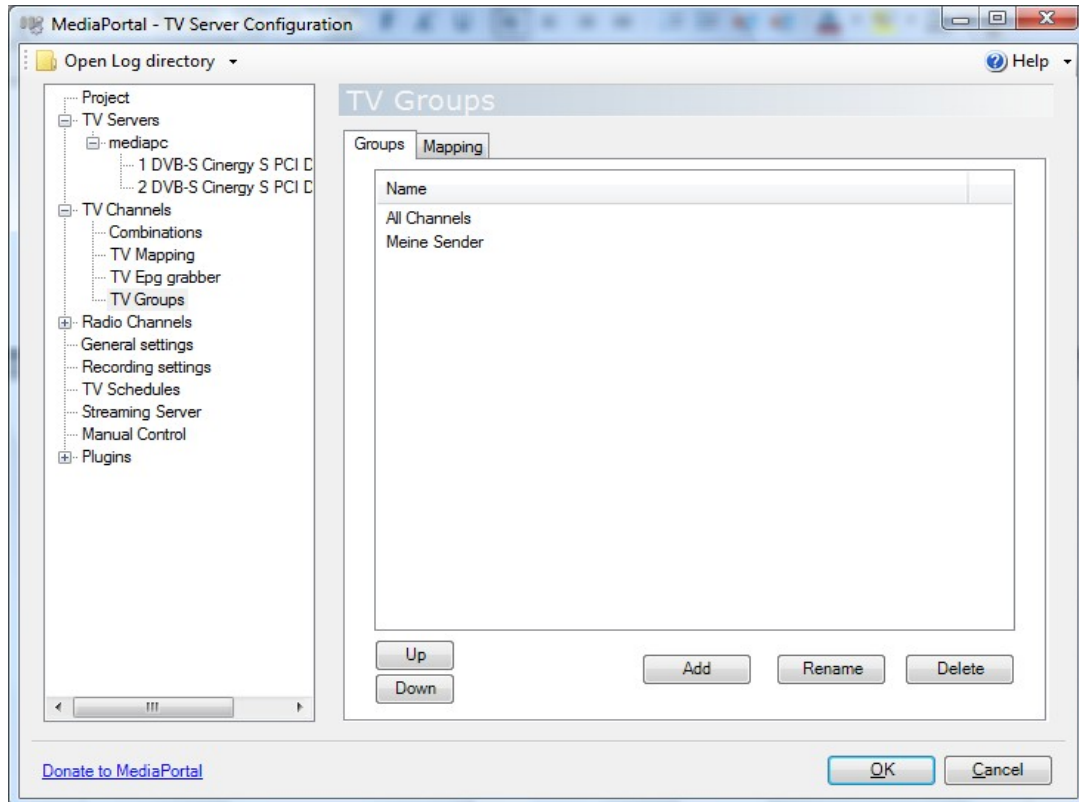 MediaPortal - TV Server Configuration
Open Log directory
Help
Project
TV Servers
mediapc
1 DVB-S Cinergy S PCI D
2 DVB-S Cinergy S PCI D
TV Channels
Combinations
TV Mapping
TV Epg grabber
TV Groups
Radio Channels
General settings
Recording settings
TV Schedules
Streaming Server
Manual Control
Plugins
TV Groups
Groups Mapping
Name
All Channels
Meine Sender
Up
Down
Add Rename Delete
Donate to MediaPortal
OK Cancel